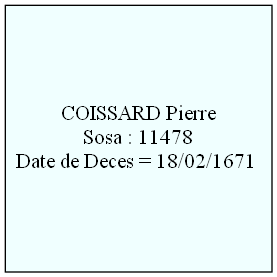 COISSARD Pierre
Sosa : 11478
Date de Deces = 18/02/1671